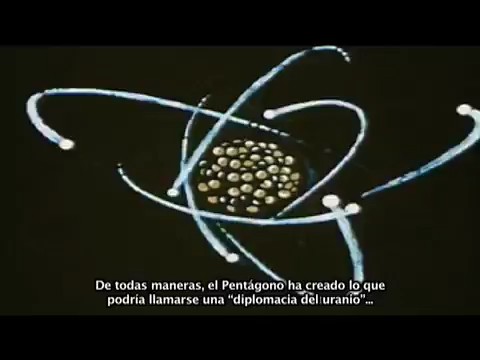 De todas maneras, el Pentágono ha creado lo que
podría llamarse una “diplomacia del uranio”...